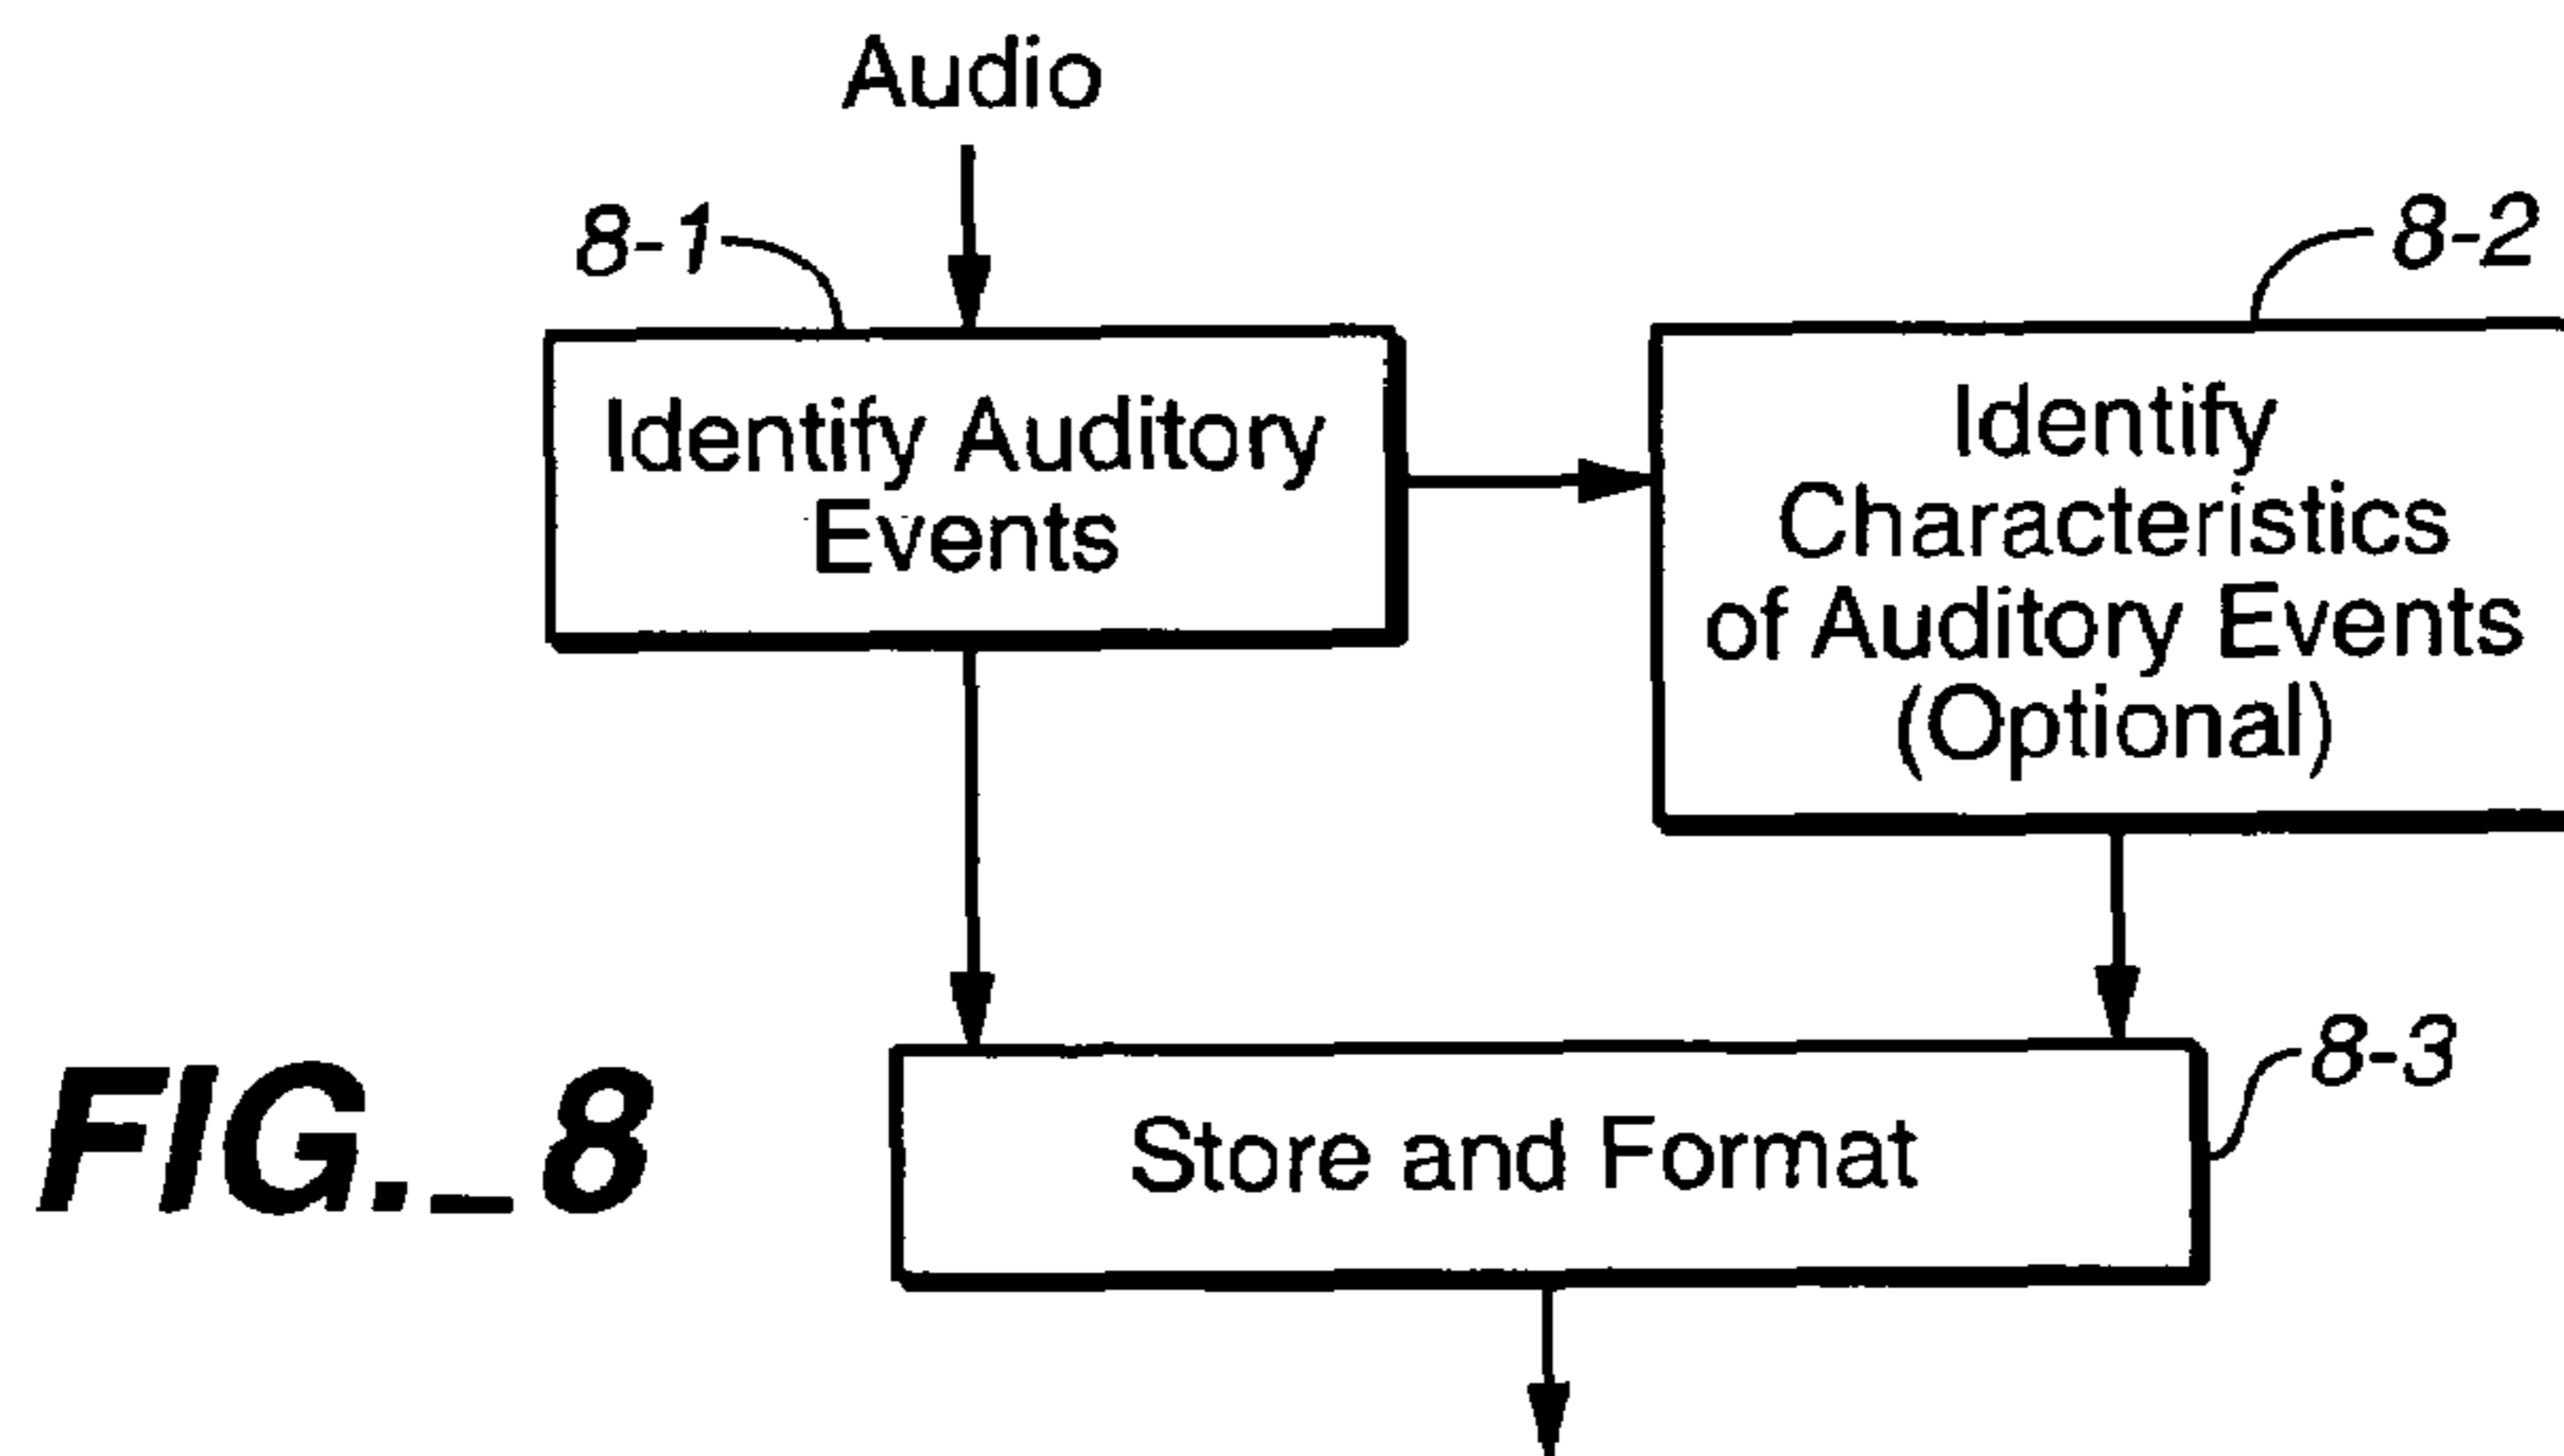 Audio
8-1
8-2
Identify Auditory
Events
Identify
Characteristics
of Auditory Events
(Optional)
8-3
Store and Format
FIG._8